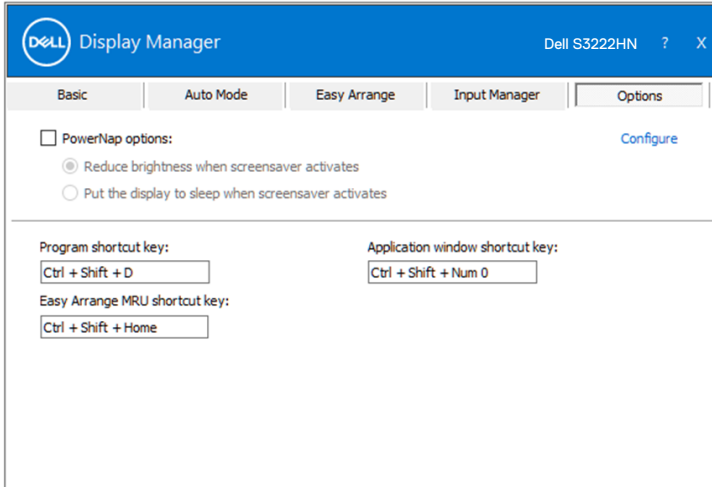 DELL Display Manager Dell S3222HN ? X
Basic Auto Mode Easy Arrange Input Manager Options
PowerNap options: Configure
Reduce brightness when screensaver activates
Put the display to sleep when screensaver activates
Program shortcut key: Application window shortcut key:
Ctrl + Shift + D Ctrl + Shift + Num 0
Easy Arrange MRU shortcut key:
Ctrl + Shift + Home